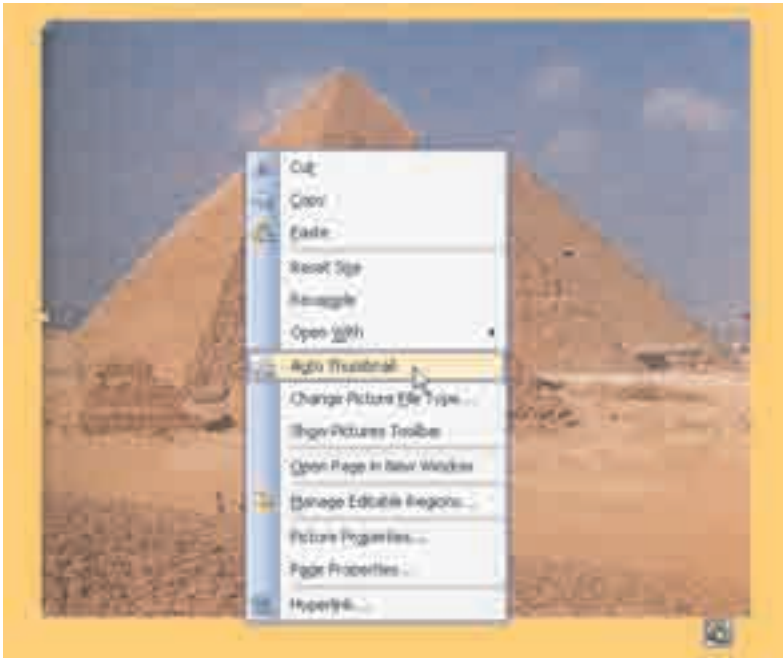 Cut
Copy
Paste
Reset Size
Resample
Open With
Auto Thumbnail
Change Picture File Type...
Show Pictures Toolbar
Open Page in New Window
Manage Editable Regions...
Picture Properties...
Page Properties...
Hyperlink...